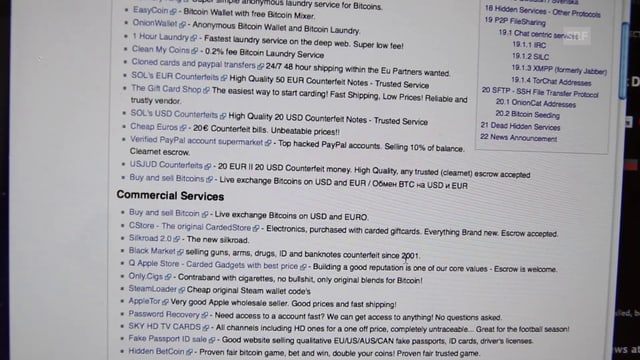 simple anonymous laundry service for Bitcoins.
EasyCoin - Bitcoin Wallet with free Bitcoin Mixer.
OnionWallet - Anonymous Bitcoin Wallet and Bitcoin Laundry.
1 Hour Laundry - Fastest laundry service on the deep web. Super low fee!
Clean My Coins - 0.2% fee Bitcoin Laundry Service
Cloned cards and paypal transfers 24/7 48 hour shipping within the Eu Partners wanted.
SOL's EUR Counterfeits High Quality 50 EUR Counterfeit Notes - Trusted Service
The Gift Card Shop The easiest way to start carding! Fast Shipping, Low Prices! Reliable and
trustly vendor.
SOL's USD Counterfeits High Quality 20 USD Counterfeit Notes - Trusted Service
Cheap Euros - 20€ Counterfeit bills. Unbeatable prices!!
Verified PayPal account supermarket - Top hacked PayPal accounts. Selling 10% of balance.
Clearnet escrow.
USJUD Counterfeits - 20 EUR II 20 USD Counterfeit money. High Quality, any trusted (clearnet) escrow accepted
Buy and sell Bitcoins - Live exchange Bitcoin on USD and EUR / Обмен BTC на USD и EUR
Commercial Services
Buy and sell Bitcoin - Live exchange Bitcoins on USD and EURO.
CStore - The original CardedStore - Electronics, purchased with carded giftcards. Everything Brand new. Escrow accepted.
Silkroad 2.0 - The new silkroad.
Black Market selling guns, arms, drugs, ID and banknotes counterfeit since 2001.
Q Apple Store - Carded Gadgets with best price - Building a good reputation is one of our core values - Escrow is welcome.
Only.Cigs - Contraband with cigarettes, no bullshit, only original blends for Bitcoin!
SteamLoader Cheap original Steam wallet code's
AppleTor Very good Apple wholesale seller. Good prices and fast shipping!
Password Recovery - Need access to a account fast? We can get access to anything! No questions asked.
SKY HD TV CARDS - All channels including HD ones for a one off price, completely untraceable... Great for the football season!
Fake Passport ID sale - Good website selling qualitative EU/US/AUS/CAN fake passports, ID cards, driver's licenses.
Hidden BetCoin - Proven fair bitcoin game, bet and win, double your coins! Proven fair trusted game.
18 Hidden Services - Other Protocols
19 P2P FileSharing
19.1 Chat centric services
19.1.1 IRC
19.1.2 SILC
19.1.3 XMPP (formerly Jabber)
19.1.4 TorChat Addresses
20 SFTP - SSH File Transfer Protocol
20.1 OnionCat Addresses
20.2 Bitcoin Seeding
21 Dead Hidden Services
22 News Announcement